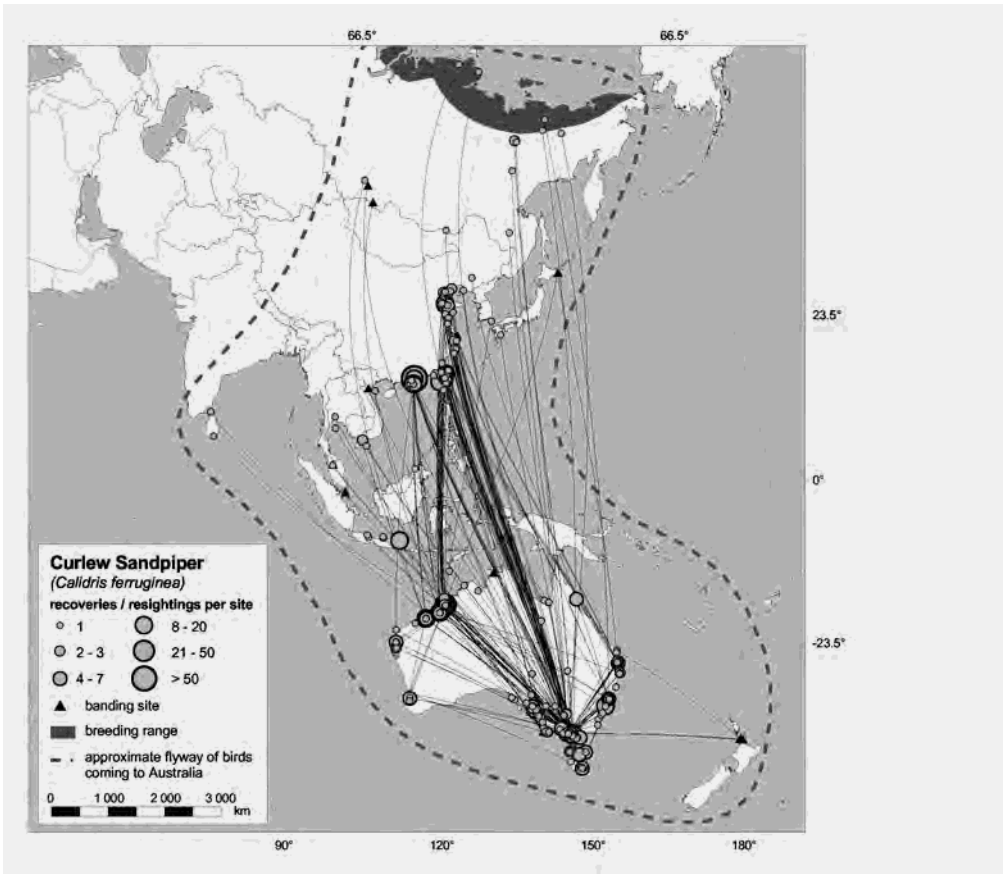 66.5° 66.5°
23.5°
0°
-23.5°
Curlew Sandpiper
(Calidris ferruginea)
recoveries / resightings per site
1 8 - 20
2 - 3 21 - 50
4 - 7 > 50
banding site
breeding range
approximate flyway of birds
coming to Australia
0 1 000 2 000 3 000
km
90° 120° 150° 180°